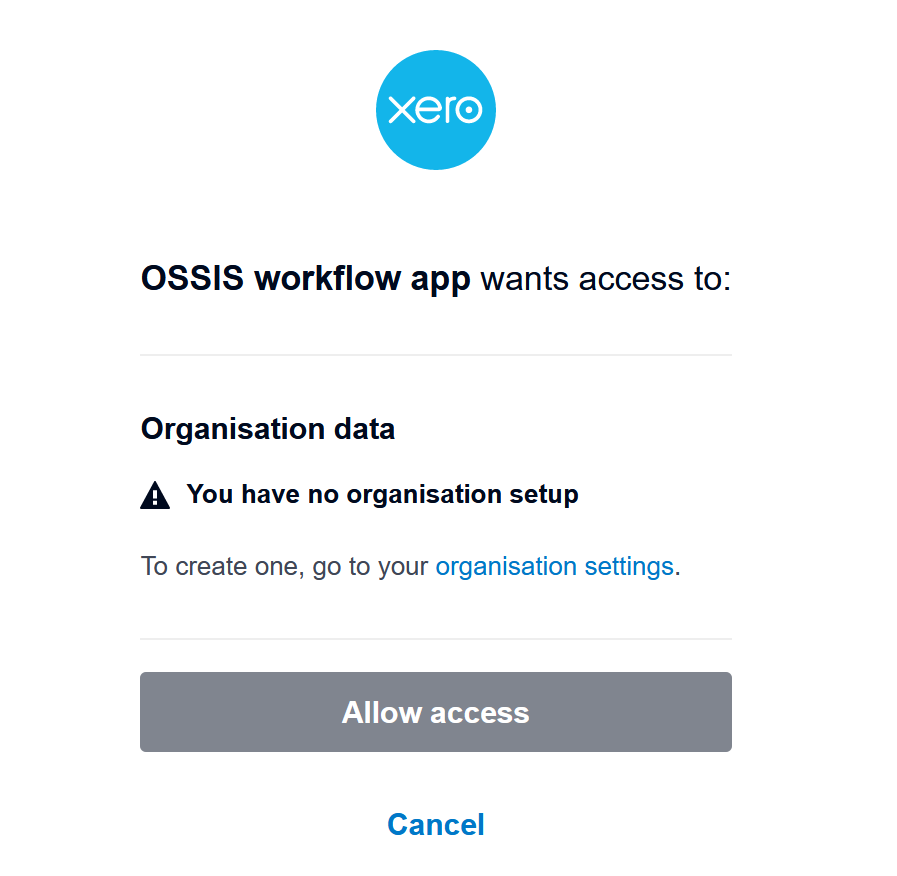 xero
OSSIS workflow app wants access to:
Organisation data
You have no organisation setup
To create one, go to your organisation settings.
Allow access
Cancel